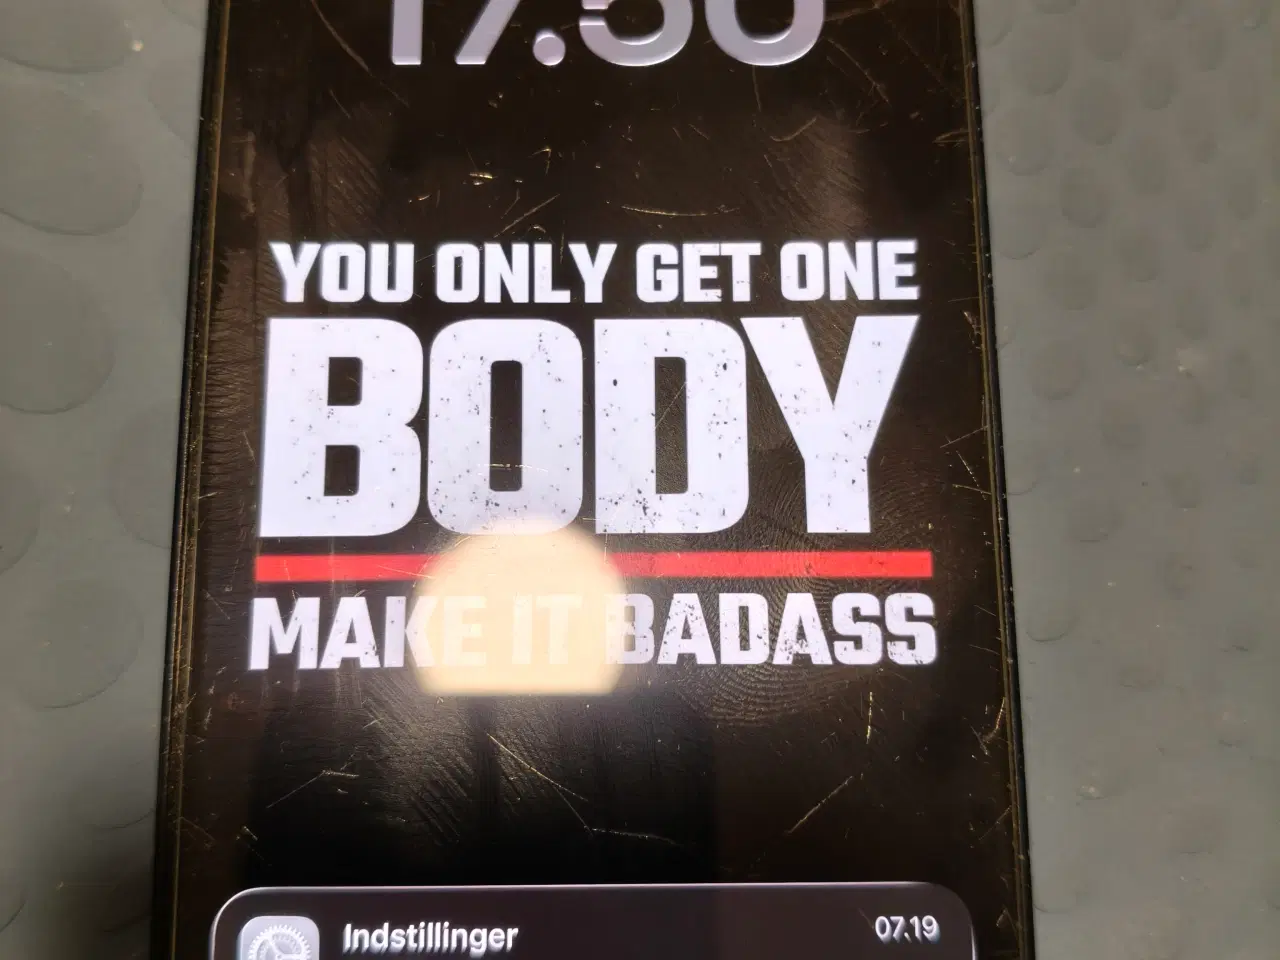 YOU ONLY GET ONE
BODY
MAKE IT BADASS
Indstillinger 07.19